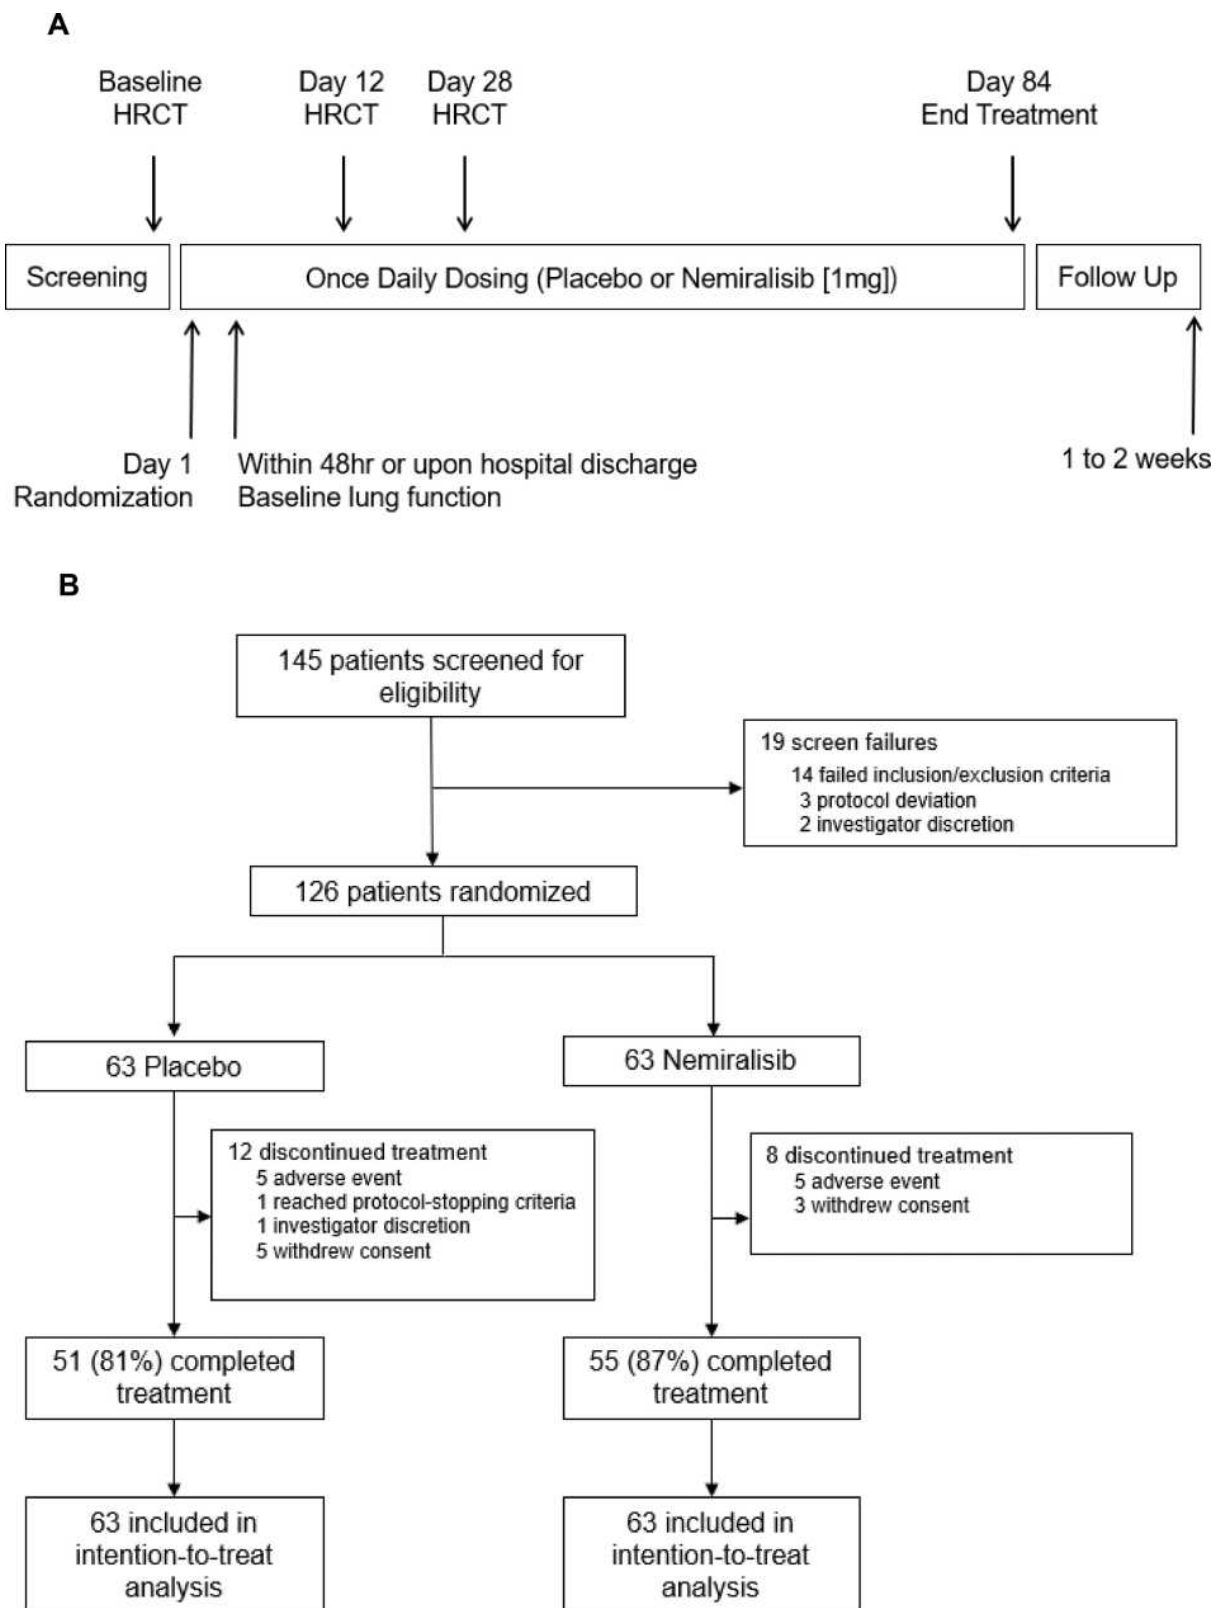 A
Baseline
HRCT
Day 12
HRCT
Day 28
HRCT
Day 84
End Treatment
Screening
Once Daily Dosing (Placebo or Nemiralisib [1mg])
Follow Up
Day 1
Randomization
Within 48hr or upon hospital discharge
Baseline lung function
1 to 2 weeks
B
145 patients screened for
eligibility
19 screen failures
14 failed inclusion/exclusion criteria
3 protocol deviation
2 investigator discretion
126 patients randomized
63 Placebo
63 Nemiralisib
12 discontinued treatment
5 adverse event
1 reached protocol-stopping criteria
1 investigator discretion
5 withdrew consent
8 discontinued treatment
5 adverse event
3 withdrew consent
51 (81%) completed
treatment
55 (87%) completed
treatment
63 included in
intention-to-treat
analysis
63 included in
intention-to-treat
analysis